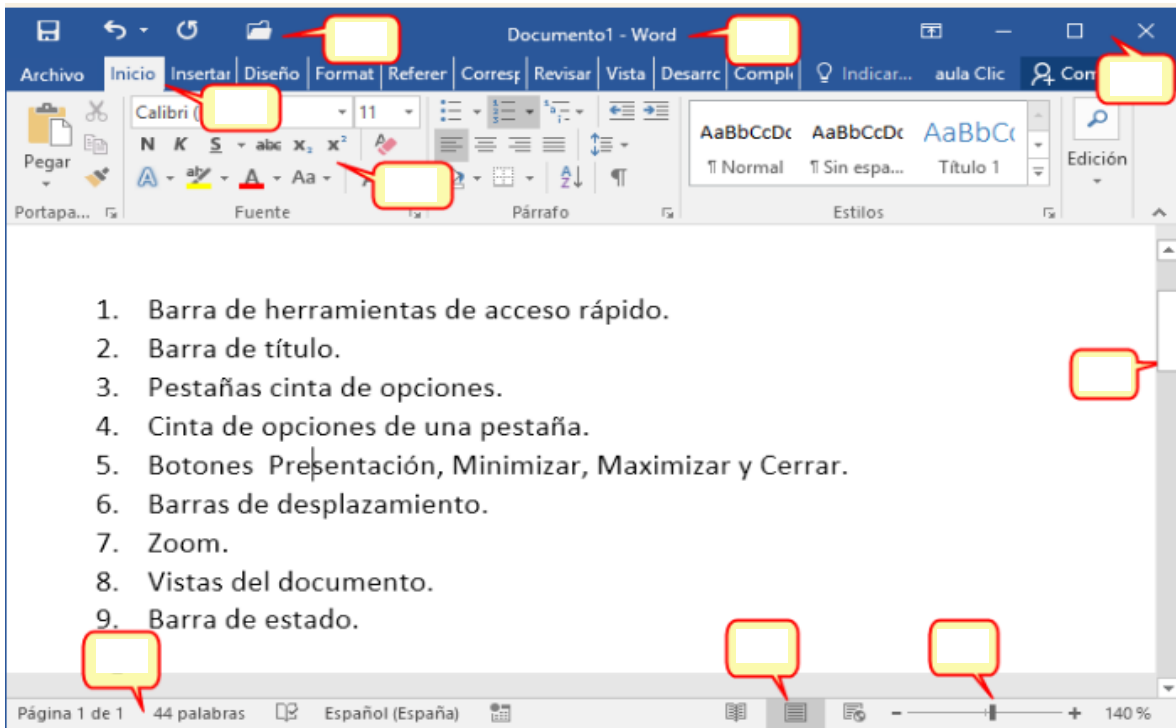 Documento1 - Word
Archivo Inicio Insertar Diseño Format Referer Corresp Revisar Vista Desarro Comple Indicar... aula Clic Com
Calibri ( 11
AaBbCcDc AaBbCcDc AaBbCc
N K S abc x₂ x²
Pegar ¶ Normal ¶ Sin espa... Título 1 Edición
A aby A Aa A
Portapa... Fuente Párrafo Estilos
1. Barra de herramientas de acceso rápido.
2. Barra de título.
3. Pestañas cinta de opciones.
4. Cinta de opciones de una pestaña.
5. Botones Presentación, Minimizar, Maximizar y Cerrar.
6. Barras de desplazamiento.
7. Zoom.
8. Vistas del documento.
9. Barra de estado.
Página 1 de 1 44 palabras Español (España) 140 %